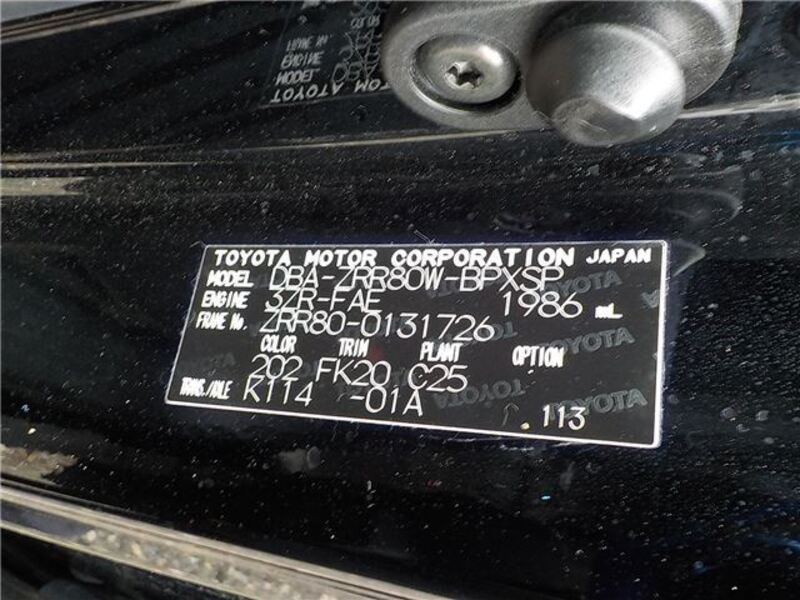 TOYOTA MOTOR CORPORATION JAPAN
MODEL DBA-ZRR80W-BPXSP
ENGINE 3ZR-FAE 1986 mL
FRAME No. ZRR80-0131726
COLOR TRIM PLANT OPTION
202 FK20 C25
TRANS./AXLE K114 -01A
.113